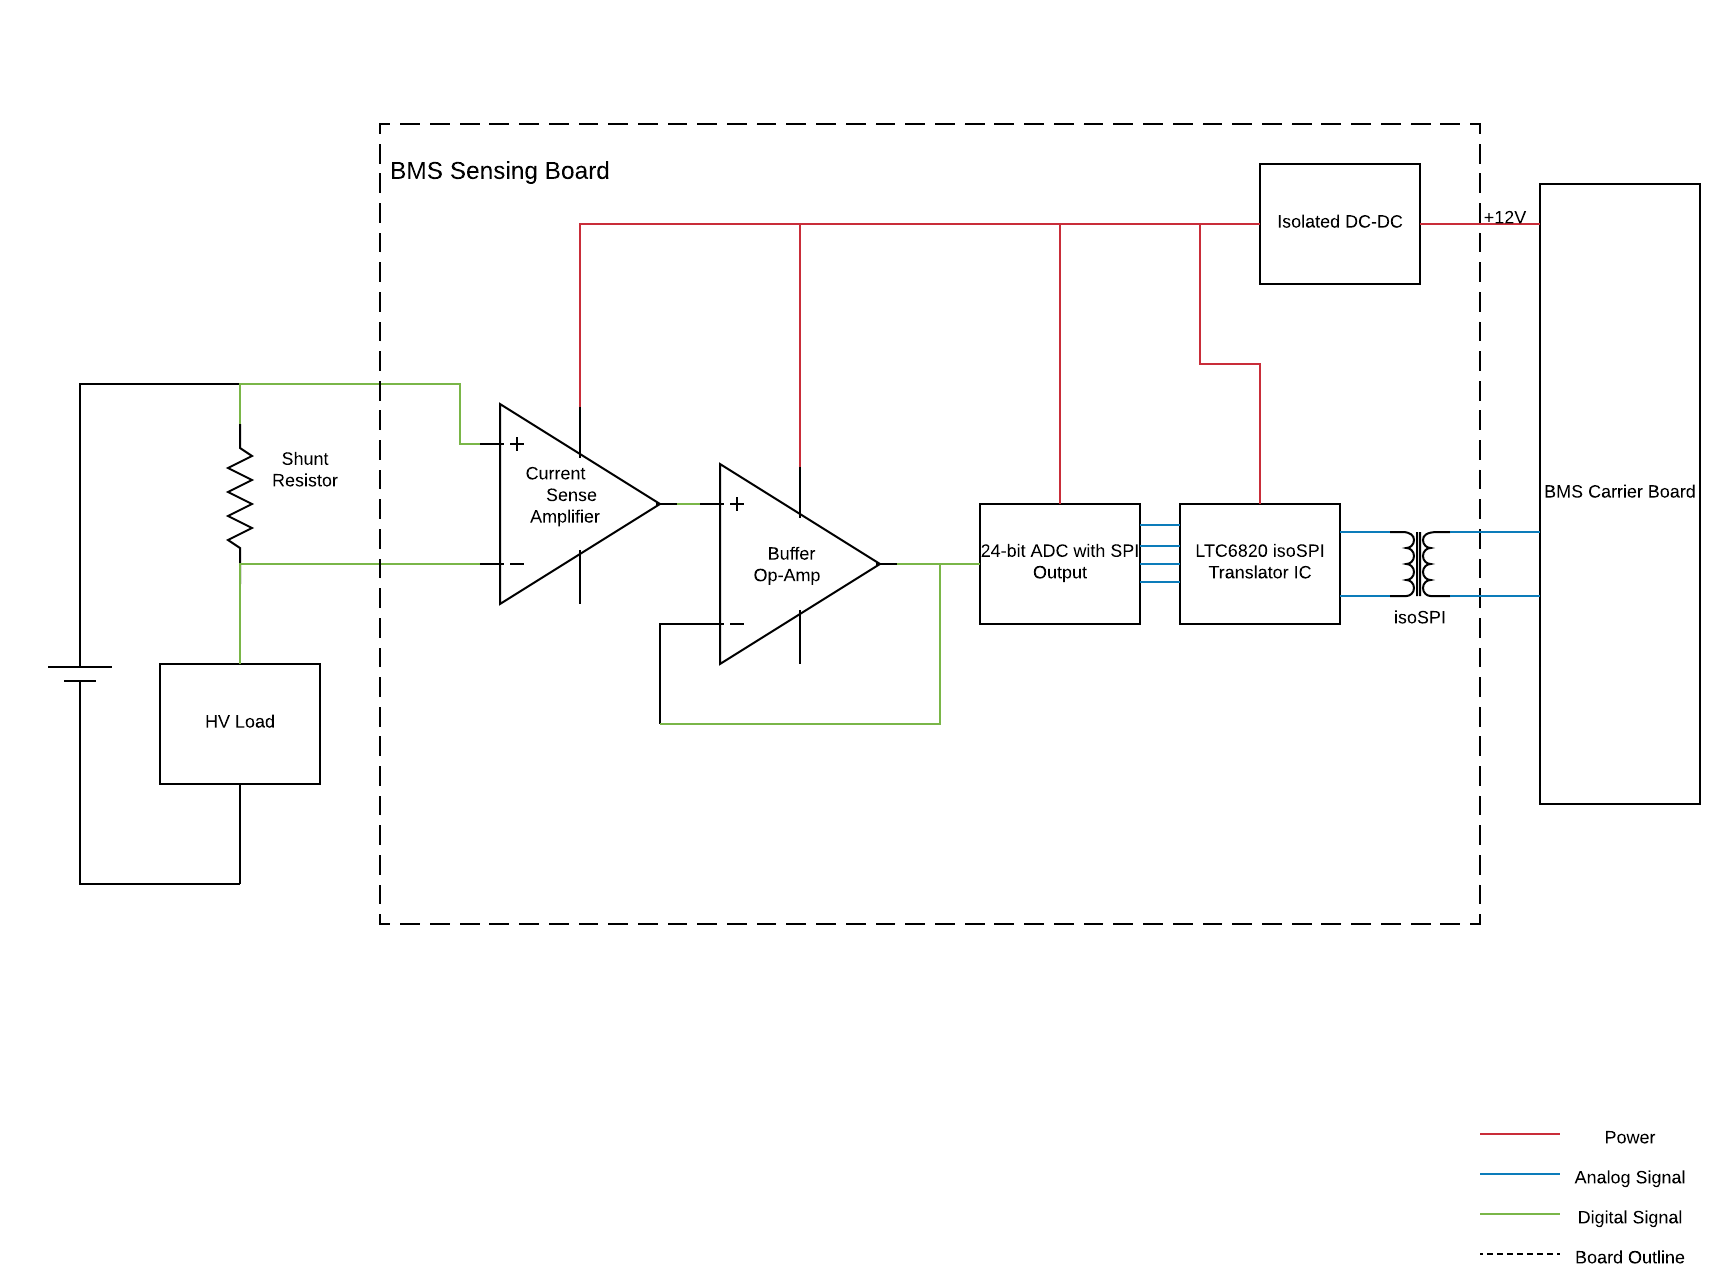 BMS Sensing Board
Isolated DC-DC
+12V
Shunt
Resistor
+
Current
Sense
Amplifier
+
Buffer
Op-Amp
24-bit ADC with SPI
Output
LTC6820 isoSPI
Translator IC
isoSPI
BMS Carrier Board
HV Load
Power
Analog Signal
Digital Signal
Board Outline